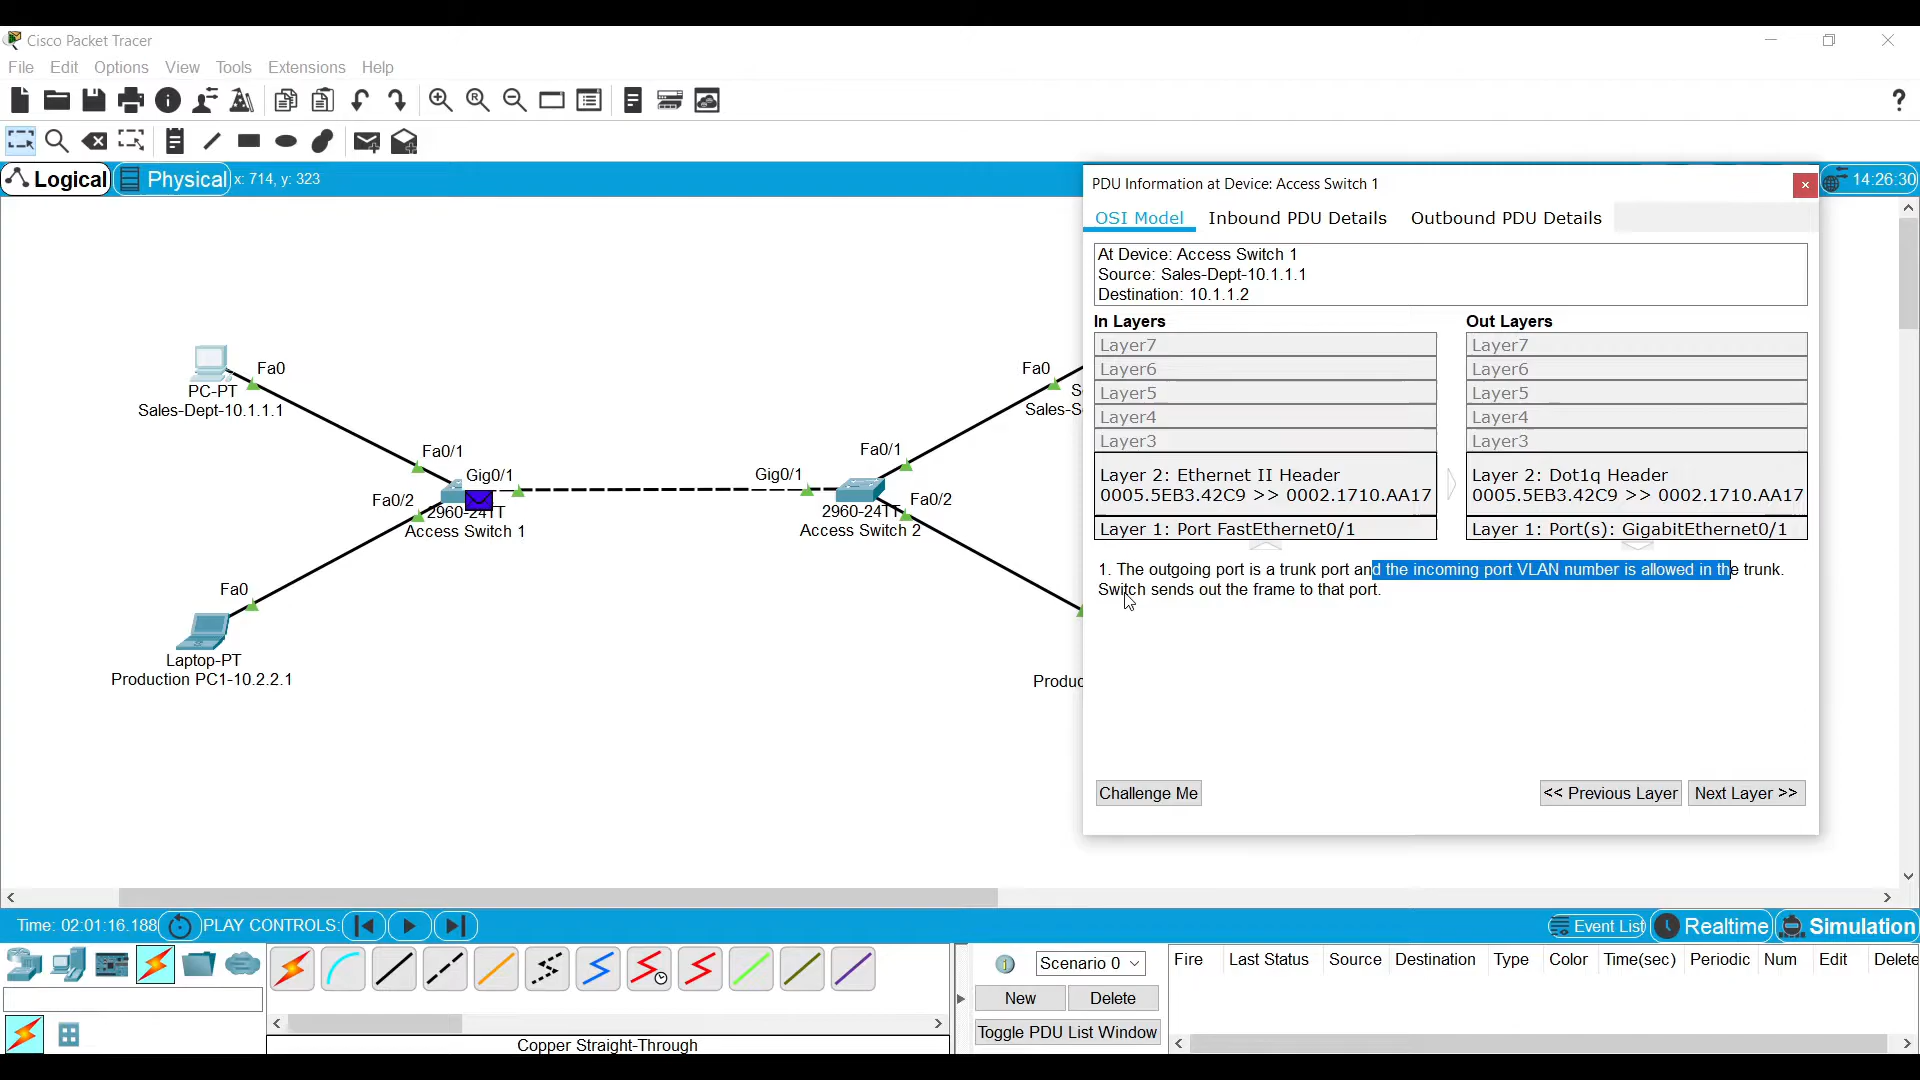 Cisco Packet Tracer
File Edit Options View Tools Extensions Help
Logical Physical x: 714, y: 323
14:26:30
PC-PT
Sales-Dept-10.1.1.1
Fa0
Fa0/1
Gig0/1
Fa0/2
2960-24TT
Access Switch 1
Fa0
Laptop-PT
Production PC1-10.2.2.1
Gig0/1
Fa0/1
Fa0/2
2960-24TT
Access Switch 2
Fa0
S
Sales-S
Produc
PDU Information at Device: Access Switch 1
OSI Model Inbound PDU Details Outbound PDU Details
At Device: Access Switch 1
Source: Sales-Dept-10.1.1.1
Destination: 10.1.1.2
In Layers
Layer7
Layer6
Layer5
Layer4
Layer3
Layer 2: Ethernet II Header
0005.5EB3.42C9 >> 0002.1710.AA17
Layer 1: Port FastEthernet0/1
Out Layers
Layer7
Layer6
Layer5
Layer4
Layer3
Layer 2: Dot1q Header
0005.5EB3.42C9 >> 0002.1710.AA17
Layer 1: Port(s): GigabitEthernet0/1
1. The outgoing port is a trunk port and the incoming port VLAN number is allowed in the trunk.
Switch sends out the frame to that port.
Challenge Me
<< Previous Layer Next Layer >>
Time: 02:01:16.188 PLAY CONTROLS:
Event List Realtime Simulation
Copper Straight-Through
Scenario 0
New Delete
Toggle PDU List Window
Fire Last Status Source Destination Type Color Time(sec) Periodic Num Edit Delete